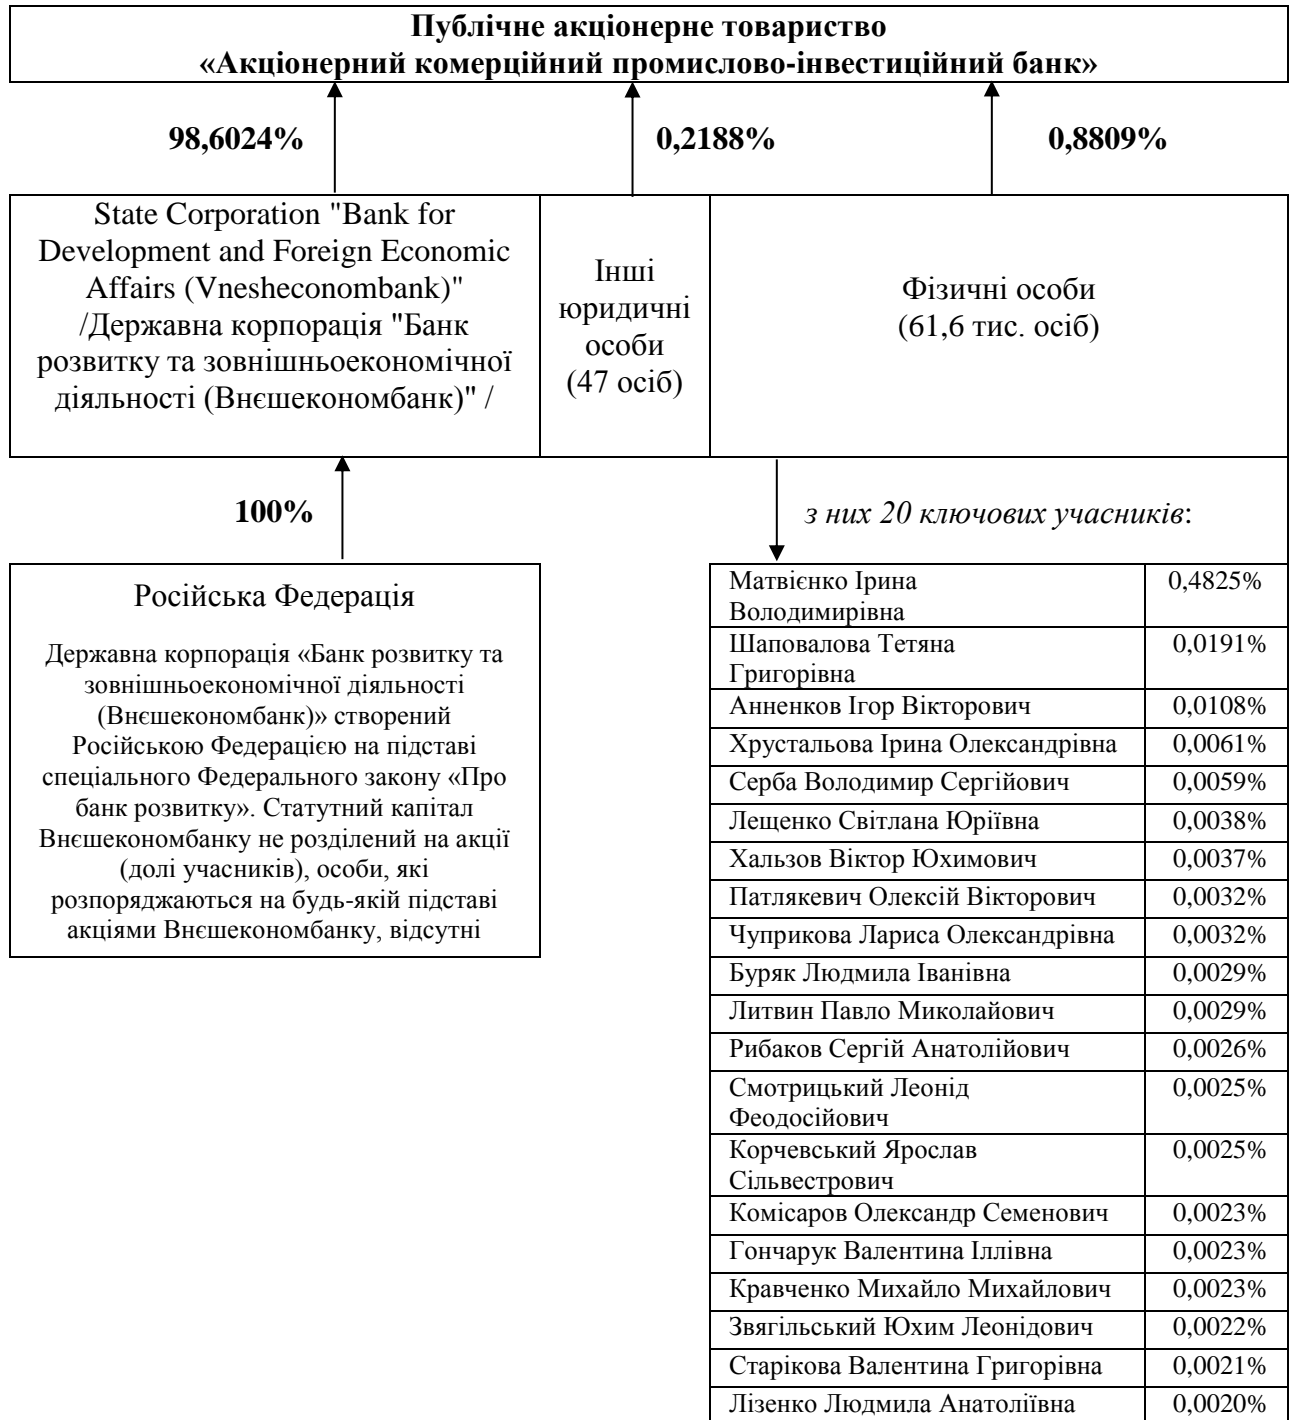 Публічне акціонерне товариство
«Акціонерний комерційний промислово-інвестиційний банк»
98,6024%
0,2188%
0,8809%
State Corporation "Bank for
Development and Foreign Economic
Affairs (Vnesheconombank)"
/Державна корпорація "Банк
розвитку та зовнішньоекономічної
діяльності (Внєшекономбанк)" /
Інші
юридичні
особи
(47 осіб)
Фізичні особи
(61,6 тис. осіб)
100%
з них 20 ключових учасників:
Російська Федерація
Державна корпорація «Банк розвитку та
зовнішньоекономічної діяльності
(Внєшекономбанк)» створений
Російською Федерацією на підставі
спеціального Федерального закону «Про
банк розвитку». Статутний капітал
Внєшекономбанку не розділений на акції
(долі учасників), особи, які
розпоряджаються на будь-якій підставі
акціями Внєшекономбанку, відсутні
Матвієнко Ірина 0,4825%
Володимирівна
Шаповалова Тетяна 0,0191%
Григорівна
Анненков Ігор Вікторович 0,0108%
Хрустальова Ірина Олександрівна 0,0061%
Серба Володимир Сергійович 0,0059%
Лещенко Світлана Юріївна 0,0038%
Хальзов Віктор Юхимович 0,0037%
Патлякевич Олексій Вікторович 0,0032%
Чуприкова Лариса Олександрівна 0,0032%
Буряк Людмила Іванівна 0,0029%
Литвин Павло Миколайович 0,0029%
Рибаков Сергій Анатолійович 0,0026%
Смотрицький Леонід 0,0025%
Феодосійович
Корчевський Ярослав 0,0025%
Сільвестрович
Комісаров Олександр Семенович 0,0023%
Гончарук Валентина Іллівна 0,0023%
Кравченко Михайло Михайлович 0,0023%
Звягільський Юхим Леонідович 0,0022%
Старікова Валентина Григорівна 0,0021%
Лізенко Людмила Анатоліївна 0,0020%